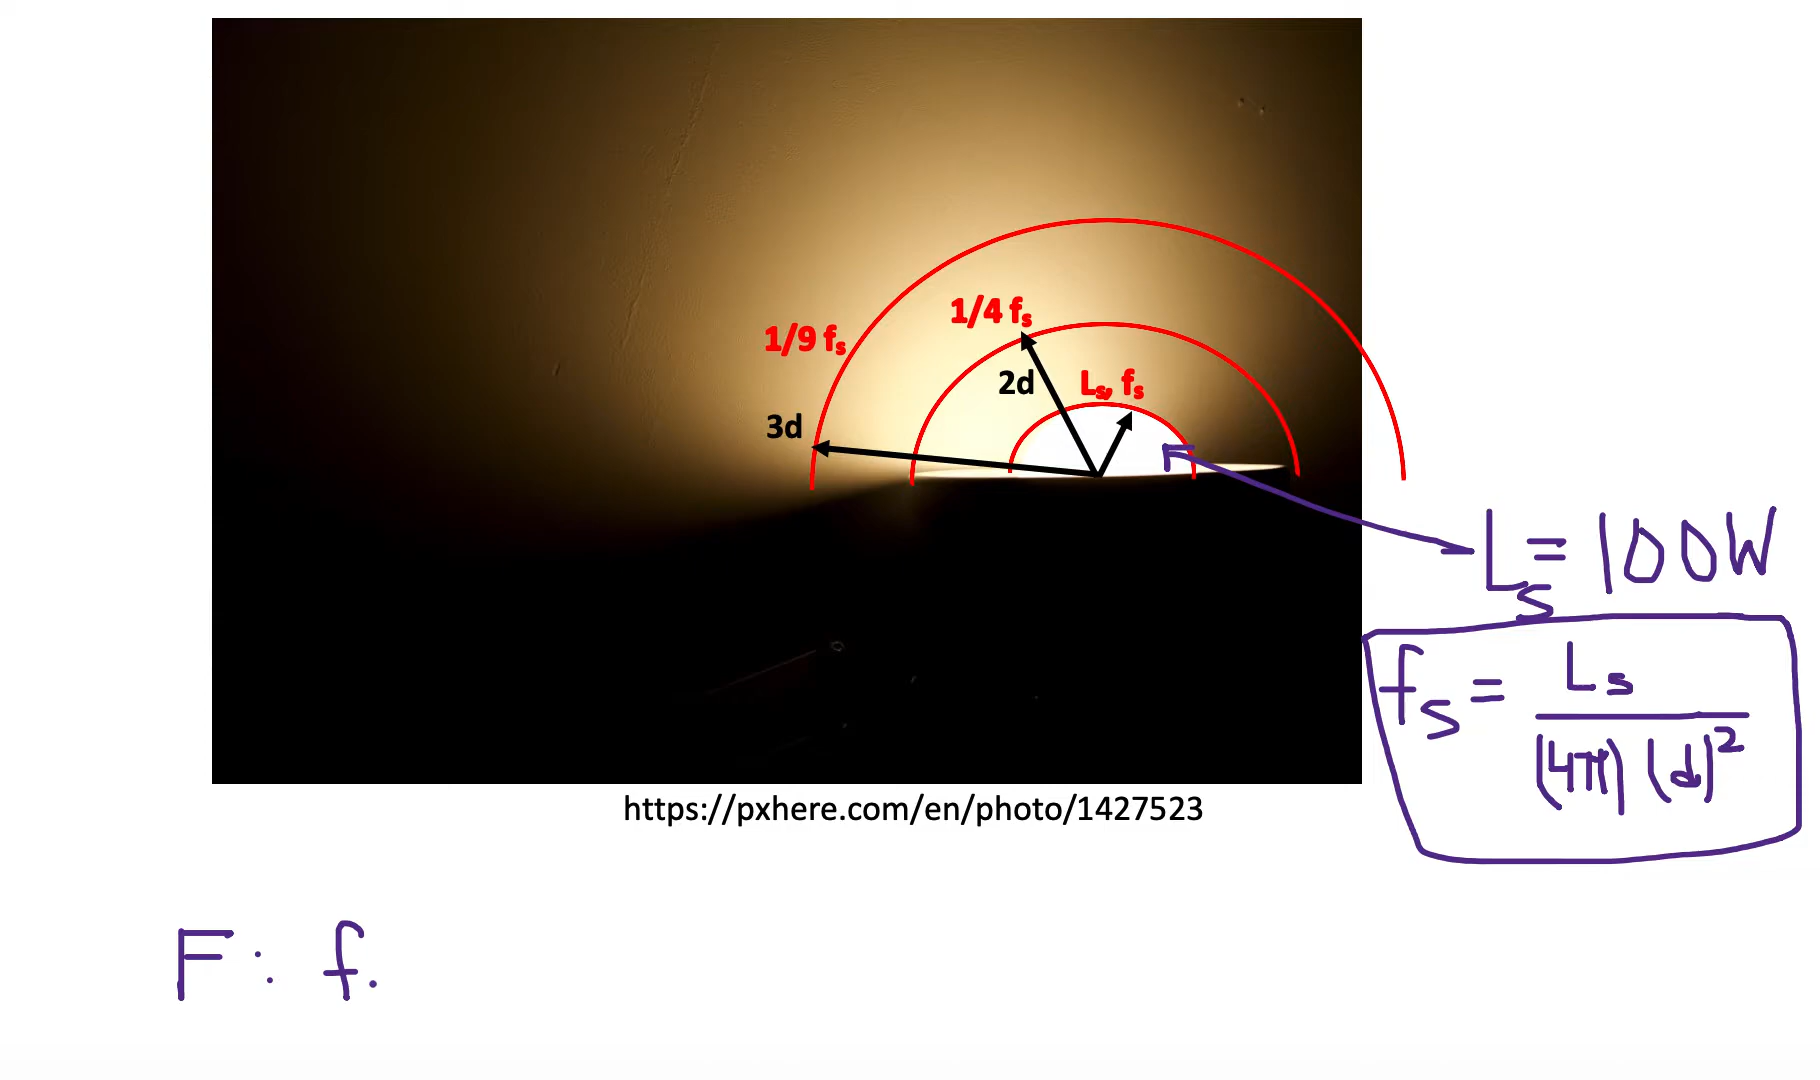 1/4 fs
1/9 fs
2d
Ls, fs
3d
Ls = 100W
fs = Ls / (4π) (d)²
https://pxhere.com/en/photo/1427523
F: f.